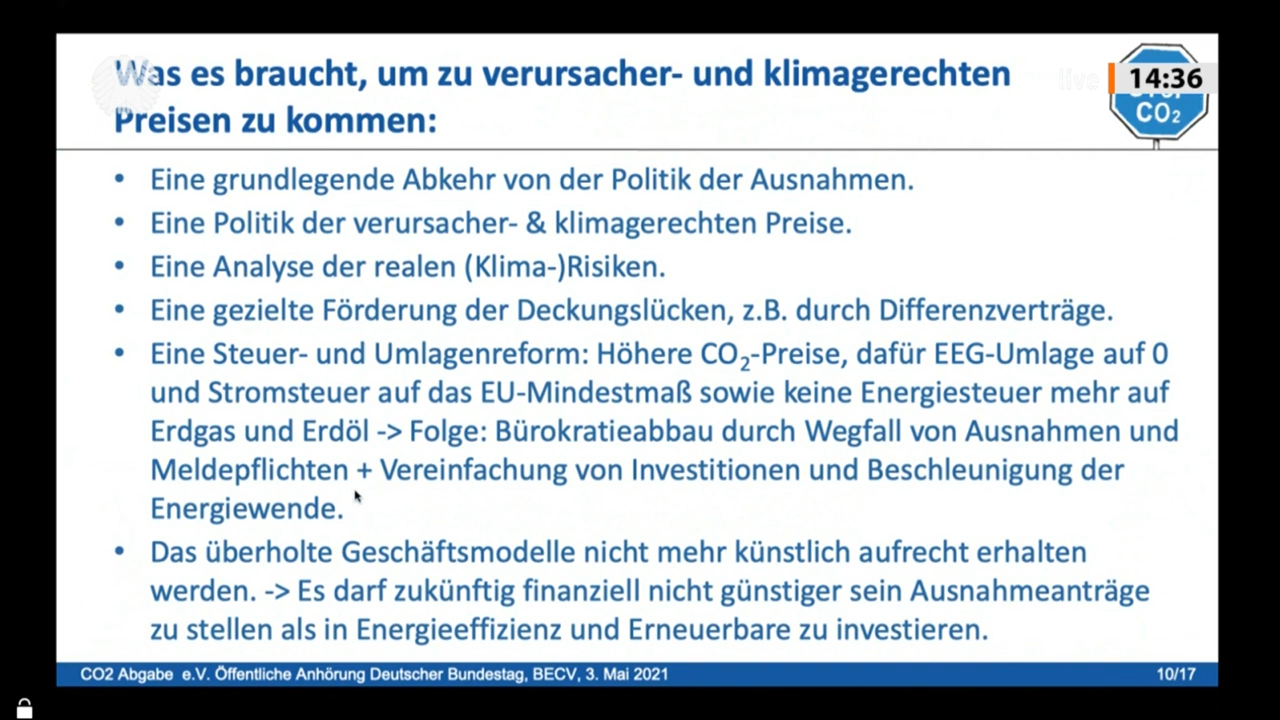 Was es braucht, um zu verursacher- und klimagerechten
Preisen zu kommen:
live 14:36
CO₂
• Eine grundlegende Abkehr von der Politik der Ausnahmen.
• Eine Politik der verursacher- & klimagerechten Preise.
• Eine Analyse der realen (Klima-)Risiken.
• Eine gezielte Förderung der Deckungslücken, z.B. durch Differenzverträge.
• Eine Steuer- und Umlagenreform: Höhere CO₂-Preise, dafür EEG-Umlage auf 0
und Stromsteuer auf das EU-Mindestmaß sowie keine Energiesteuer mehr auf
Erdgas und Erdöl -> Folge: Bürokratieabbau durch Wegfall von Ausnahmen und
Meldepflichten + Vereinfachung von Investitionen und Beschleunigung der
Energiewende.
• Das überholte Geschäftsmodelle nicht mehr künstlich aufrecht erhalten
werden. -> Es darf zukünftig finanziell nicht günstiger sein Ausnahmeanträge
zu stellen als in Energieeffizienz und Erneuerbare zu investieren.
CO2 Abgabe e.V. Öffentliche Anhörung Deutscher Bundestag, BECV, 3. Mai 2021
10/17